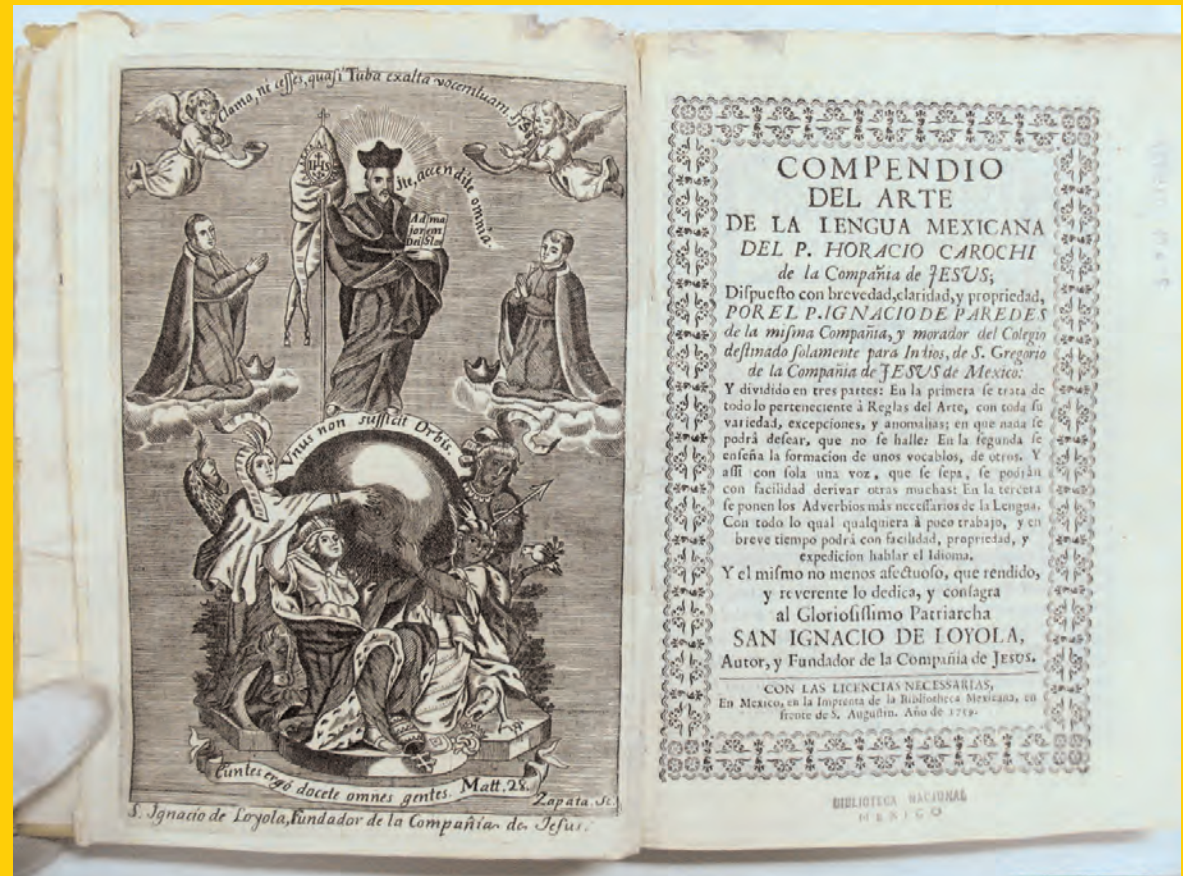 Clama, ni cesses, quasi Tuba exalta vocem tuam.
IHS
Ite, accendite omnia.
Ad ma
jorem
Dei Glor
Unus non sufficit Orbis.
Euntes ergò docete omnes gentes. Matt. 28.
Zapata. Sc.
S. Ignacio de Loyola, Fundador de la Compañia de Jesus.
COMPENDIO
DEL ARTE
DE LA LENGUA MEXICANA
DEL P. HORACIO CAROCHI
de la Compañia de JESUS;
Dispuesto con brevedad, claridad, y propriedad,
POR EL P. IGNACIO DE PAREDES
de la misma Compañia, y morador del Colegio
destinado solamente para Indios, de S. Gregorio
de la Compañia de JESVS de Mexico:
Y dividido en tres partes: En la primera se trata de
todo lo perteneciente à Reglas del Arte, con toda su
variedad, excepciones, y anomalias; en que nada se
podrá desear, que no se halle: En la segunda se
enseña la formacion de unos vocablos, de otros. Y
assi con sola una voz, que se sepa, se podrán
con facilidad derivar otras muchas: En la tercera
se ponen los Adverbios más necessarios de la Lengua.
Con todo lo qual qualquiera à poco trabajo, y en
breve tiempo podrá con facilidad, propriedad, y
expedicion hablar el Idioma.
Y el mismo no menos afectuoso, que rendido,
y reverente lo dedica, y consagra
al Gloriosissimo Patriarcha
SAN IGNACIO DE LOYOLA,
Autor, y Fundador de la Compañia de JESUS.
CON LAS LICENCIAS NECESSARIAS,
En Mexico, en la Imprenta de la Bibliotheca Mexicana, en
frente de S. Augustin. Año de 1759.
BIBLIOTECA NACIONAL
MEXICO